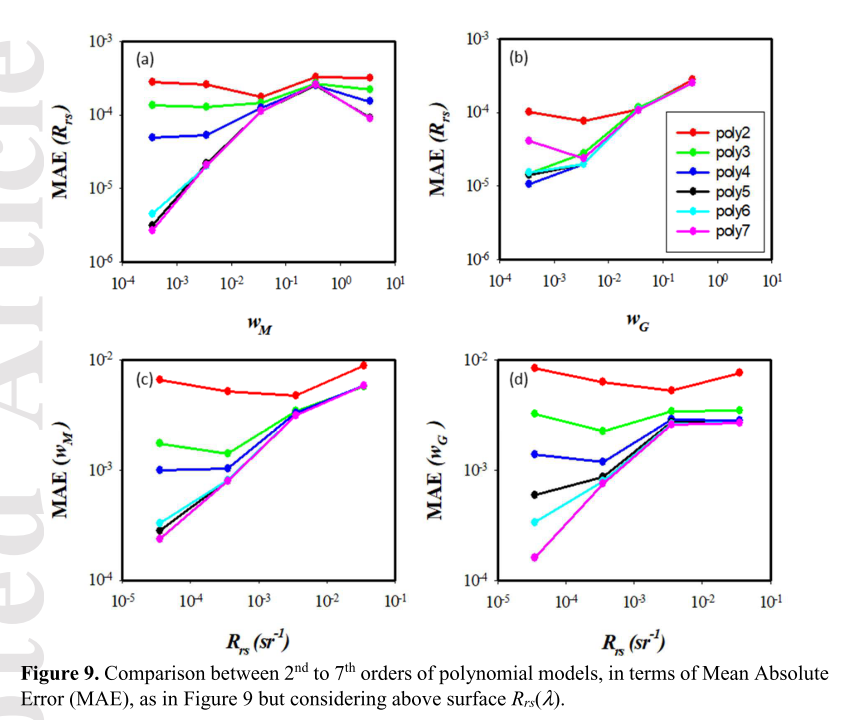 (a)
10-3
10-4
10-5
10-6
10-4 10-3 10-2 10-1 100 101
MAE (Rrs)
wM
(b)
10-3
10-4
10-5
10-6
10-4 10-3 10-2 10-1 100 101
MAE (Rrs)
wG
poly2
poly3
poly4
poly5
poly6
poly7
(c)
10-2
10-3
10-4
10-5 10-4 10-3 10-2 10-1
MAE (wM)
Rrs (sr-1)
(d)
10-2
10-3
10-4
10-5 10-4 10-3 10-2 10-1
MAE (wG)
Rrs (sr-1)
Figure 9. Comparison between 2nd to 7th orders of polynomial models, in terms of Mean Absolute
Error (MAE), as in Figure 9 but considering above surface Rrs(λ).
Article